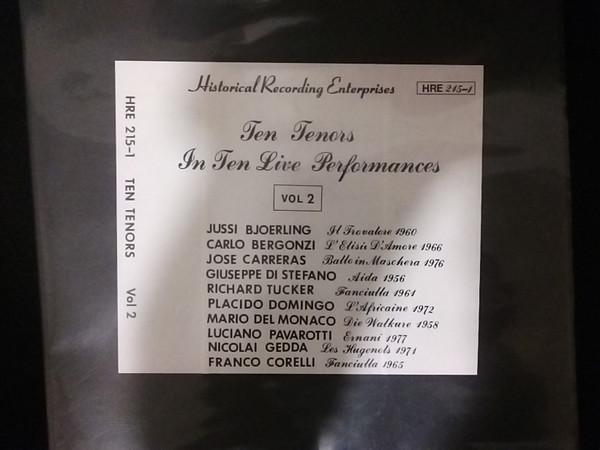 Historical Recording Enterprises
HRE 215-1
Ten Tenors
In Ten Live Performances
VOL 2
JUSSI BJOERLING Il Trovatore 1960
CARLO BERGONZI L'Elisir D'Amore 1966
JOSE CARRERAS Ballo in Maschera 1976
GIUSEPPE DI STEFANO Aida 1956
RICHARD TUCKER Fanciulla 1961
PLACIDO DOMINGO L'Africaine 1972
MARIO DEL MONACO Die Walkure 1958
LUCIANO PAVAROTTI Ernani 1977
NICOLAI GEDDA Les Hugenots 1971
FRANCO CORELLI Fanciulla 1965
HRE 215-1 TEN TENORS Vol 2